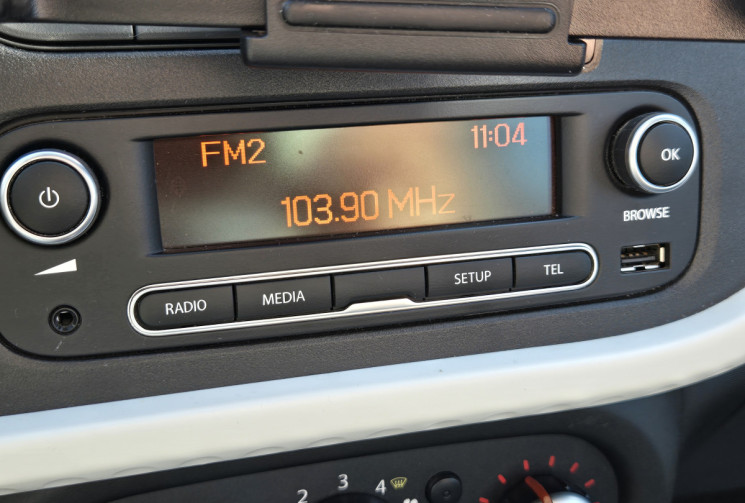 FM2 11:04
103.90 MHz
OK
BROWSE
RADIO MEDIA SETUP TEL
2 3 4